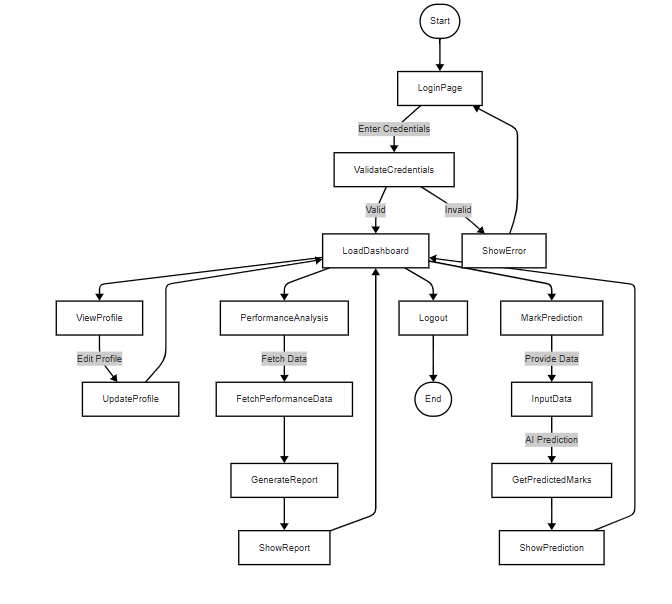 Start
LoginPage
Enter Credentials
ValidateCredentials
Valid
Invalid
LoadDashboard
ShowError
ViewProfile
PerformanceAnalysis
Logout
MarkPrediction
Edit Profile
Fetch Data
Provide Data
UpdateProfile
FetchPerformanceData
End
InputData
AI Prediction
GenerateReport
GetPredictedMarks
ShowReport
ShowPrediction